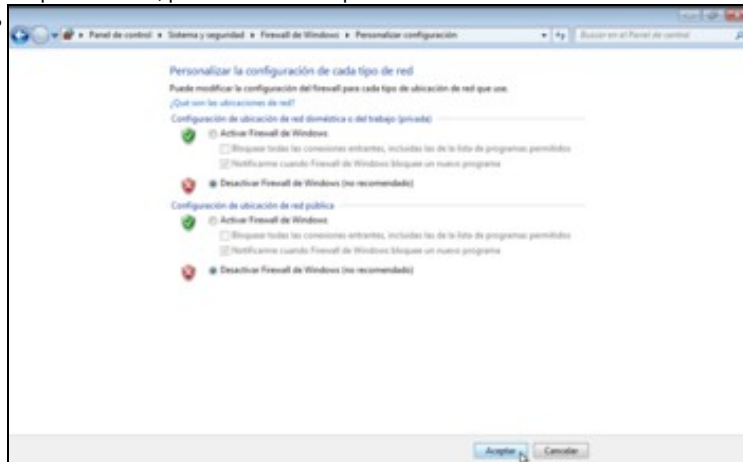 Panel de control ▸ Sistema y seguridad ▸ Firewall de Windows ▸ Personalizar configuración
Buscar en el Panel de control
Personalizar la configuración de cada tipo de red
Puede modificar la configuración del firewall para cada tipo de ubicación de red que use.
¿Qué son las ubicaciones de red?
Configuración de ubicación de red doméstica o del trabajo (privada)
Activar Firewall de Windows
Bloquear todas las conexiones entrantes, incluidas las de la lista de programas permitidos
Notificarme cuando Firewall de Windows bloquee un nuevo programa
Desactivar Firewall de Windows (no recomendado)
Configuración de ubicación de red pública
Activar Firewall de Windows
Bloquear todas las conexiones entrantes, incluidas las de la lista de programas permitidos
Notificarme cuando Firewall de Windows bloquee un nuevo programa
Desactivar Firewall de Windows (no recomendado)
Aceptar
Cancelar